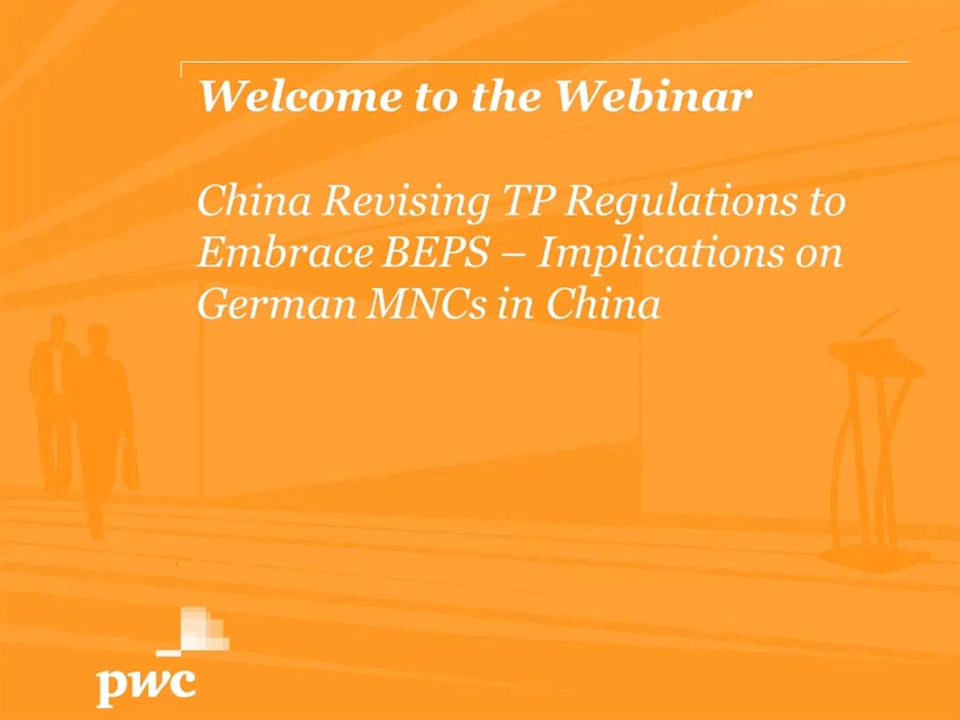 Welcome to the Webinar
China Revising TP Regulations to
Embrace BEPS – Implications on
German MNCs in China
pwc